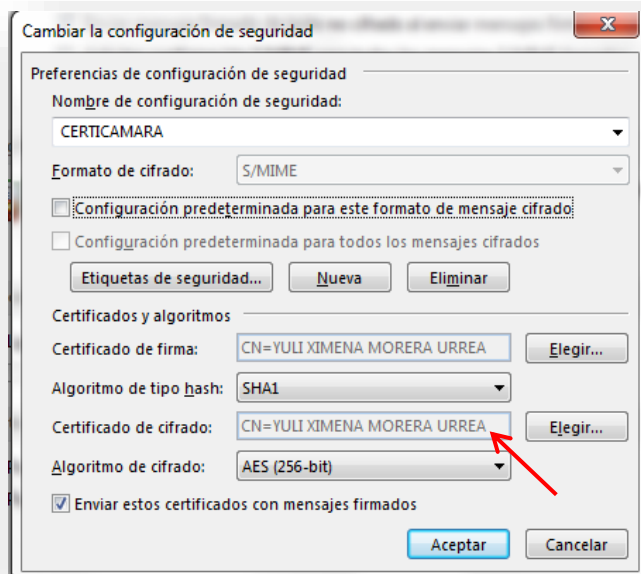 Cambiar la configuración de seguridad
Preferencias de configuración de seguridad
Nombre de configuración de seguridad:
CERTICAMARA
Formato de cifrado: S/MIME
Configuración predeterminada para este formato de mensaje cifrado
Configuración predeterminada para todos los mensajes cifrados
Etiquetas de seguridad... Nueva Eliminar
Certificados y algoritmos
Certificado de firma: CN=YULI XIMENA MORERA URREA Elegir...
Algoritmo de tipo hash: SHA1
Certificado de cifrado: CN=YULI XIMENA MORERA URREA Elegir...
Algoritmo de cifrado: AES (256-bit)
Enviar estos certificados con mensajes firmados
Aceptar Cancelar